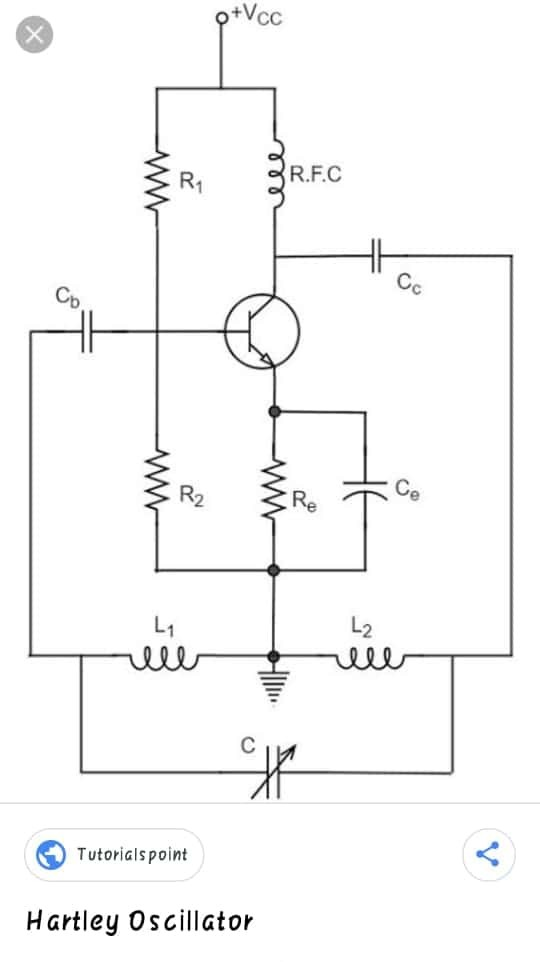 +VCC
R1
R.F.C
Cc
Cb
R2
Re
Ce
L1
L2
C
Tutorialspoint
Hartley Oscillator